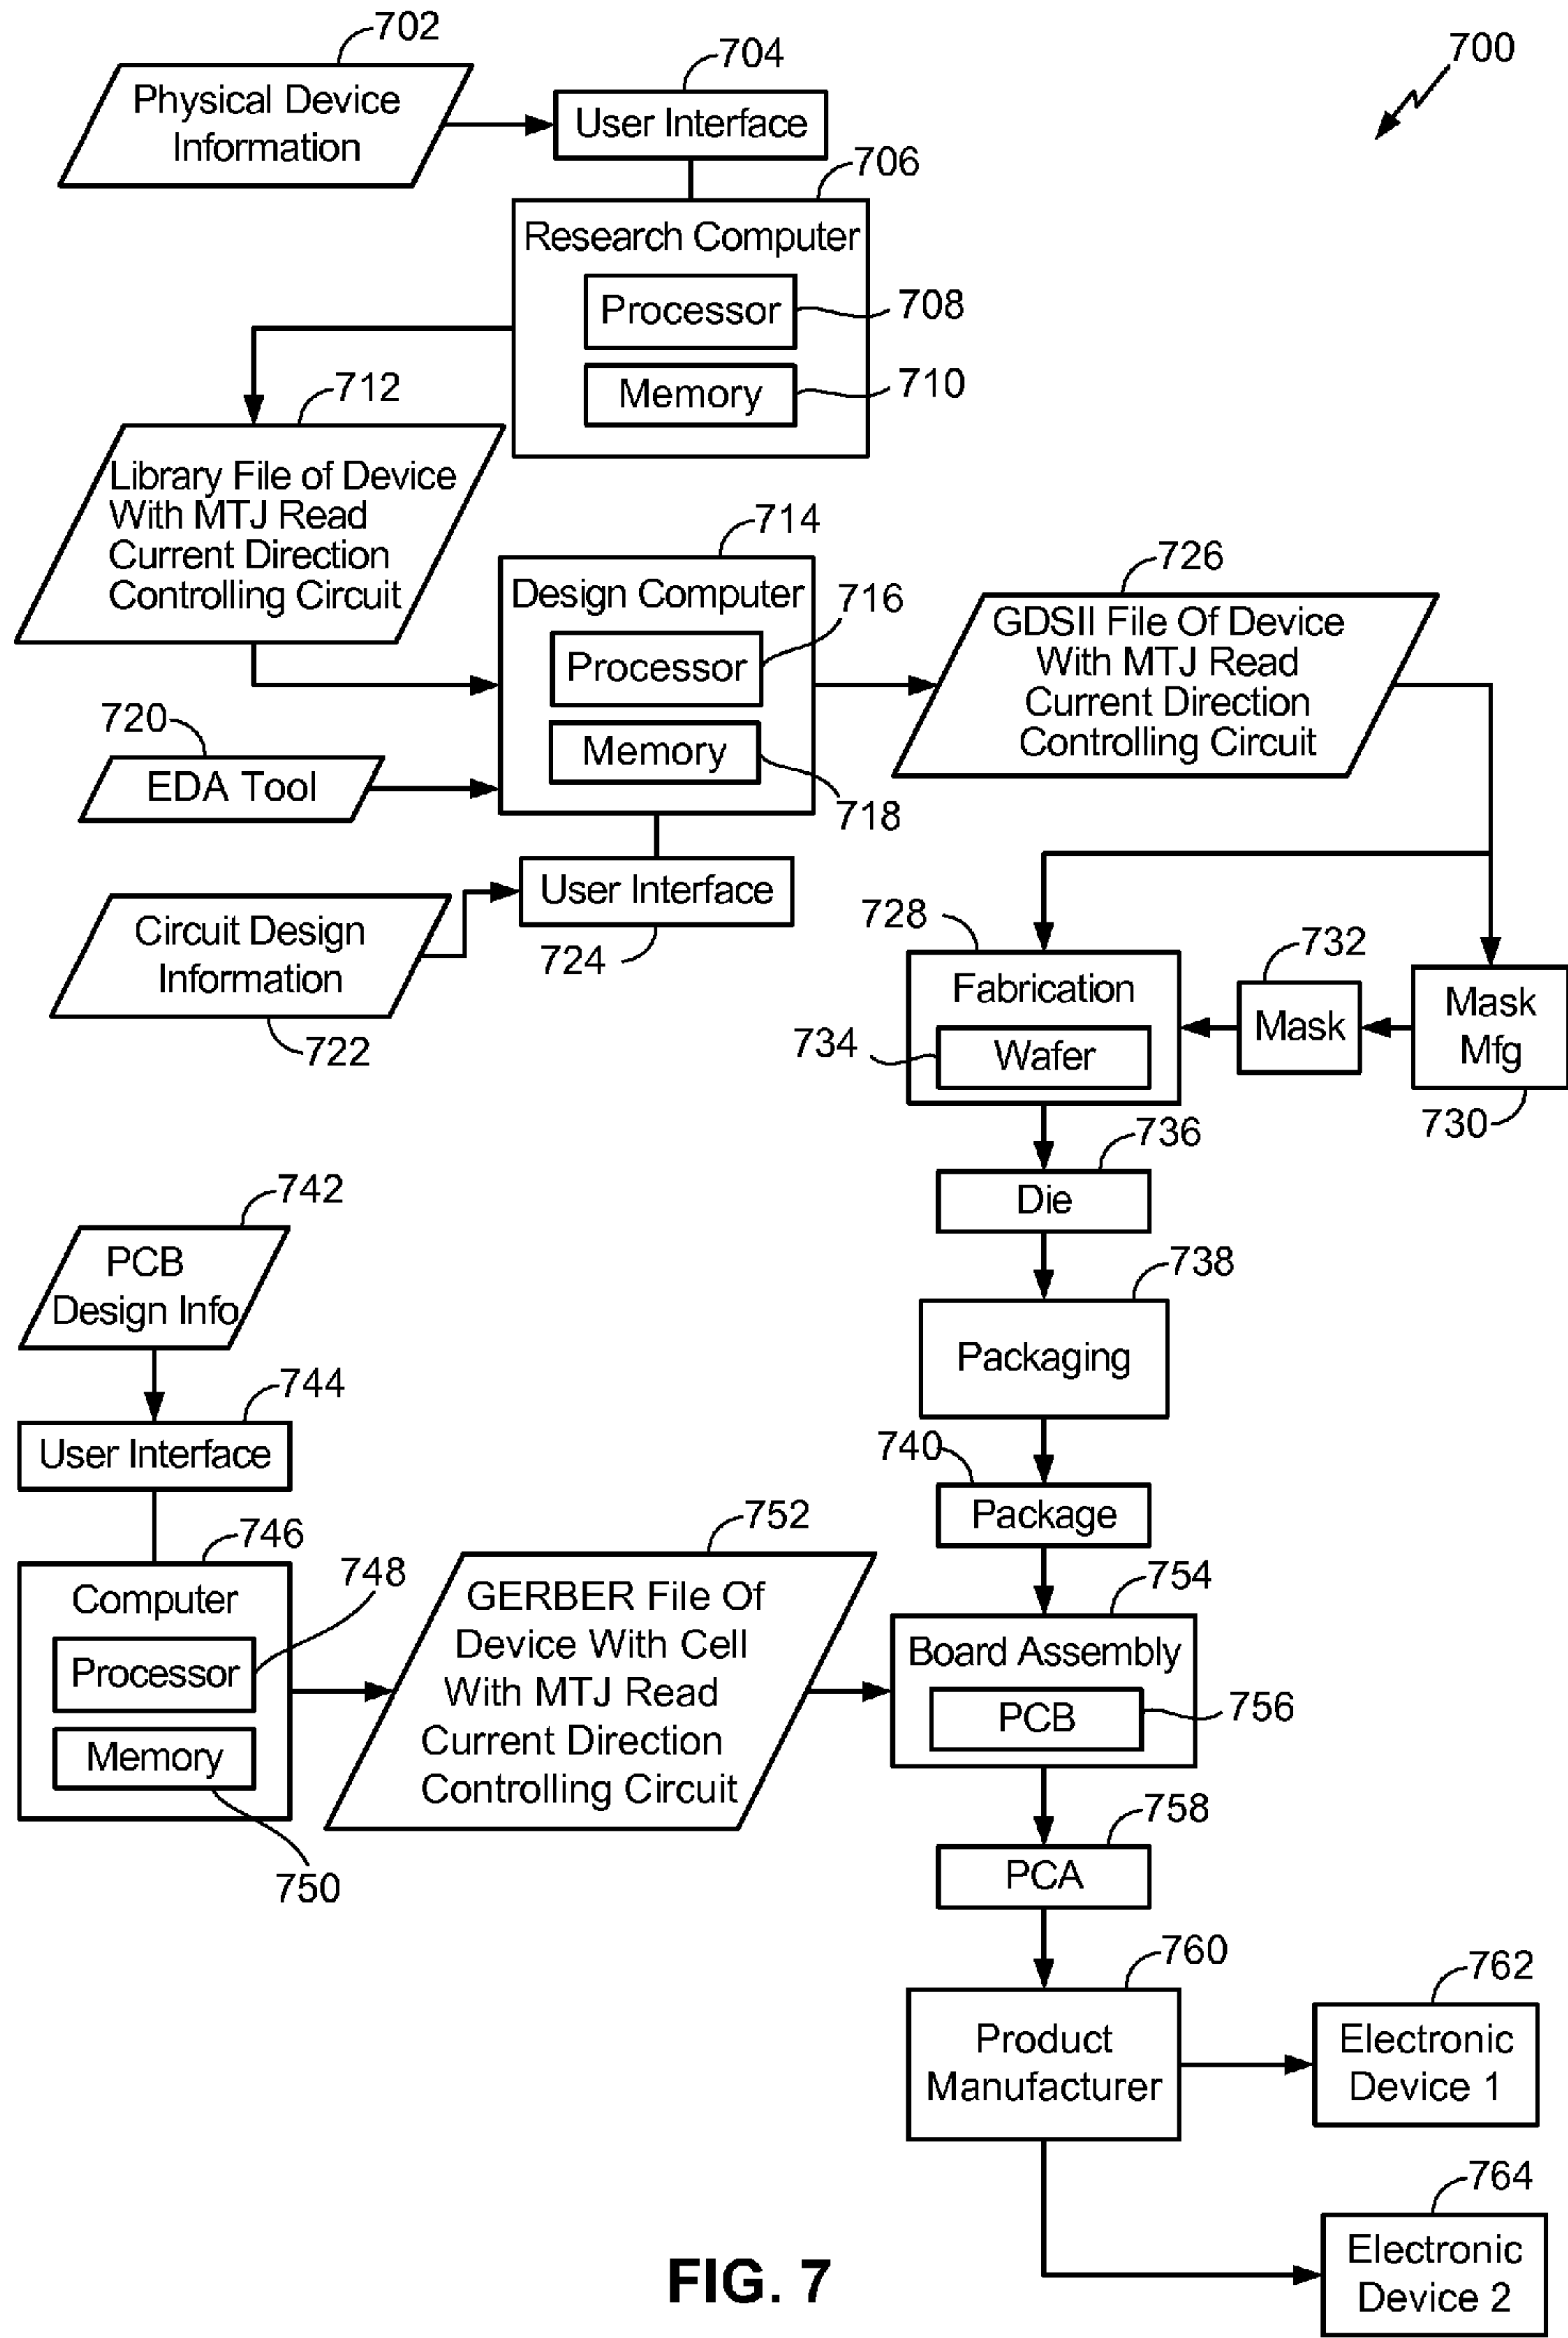 702
Physical Device
Information
704
User Interface
700
706
Research Computer
Processor
708
Memory
710
712
Library File of Device
With MTJ Read
Current Direction
Controlling Circuit
714
Design Computer
716
Processor
Memory
718
720
EDA Tool
726
GDSII File Of Device
With MTJ Read
Current Direction
Controlling Circuit
User Interface
724
Circuit Design
Information
722
728
Fabrication
734
Wafer
732
Mask
Mask
Mfg
730
736
Die
738
Packaging
740
Package
742
PCB
Design Info
744
User Interface
746
Computer
748
Processor
Memory
750
752
GERBER File Of
Device With Cell
With MTJ Read
Current Direction
Controlling Circuit
754
Board Assembly
PCB
756
758
PCA
760
Product
Manufacturer
762
Electronic
Device 1
764
Electronic
Device 2
FIG. 7